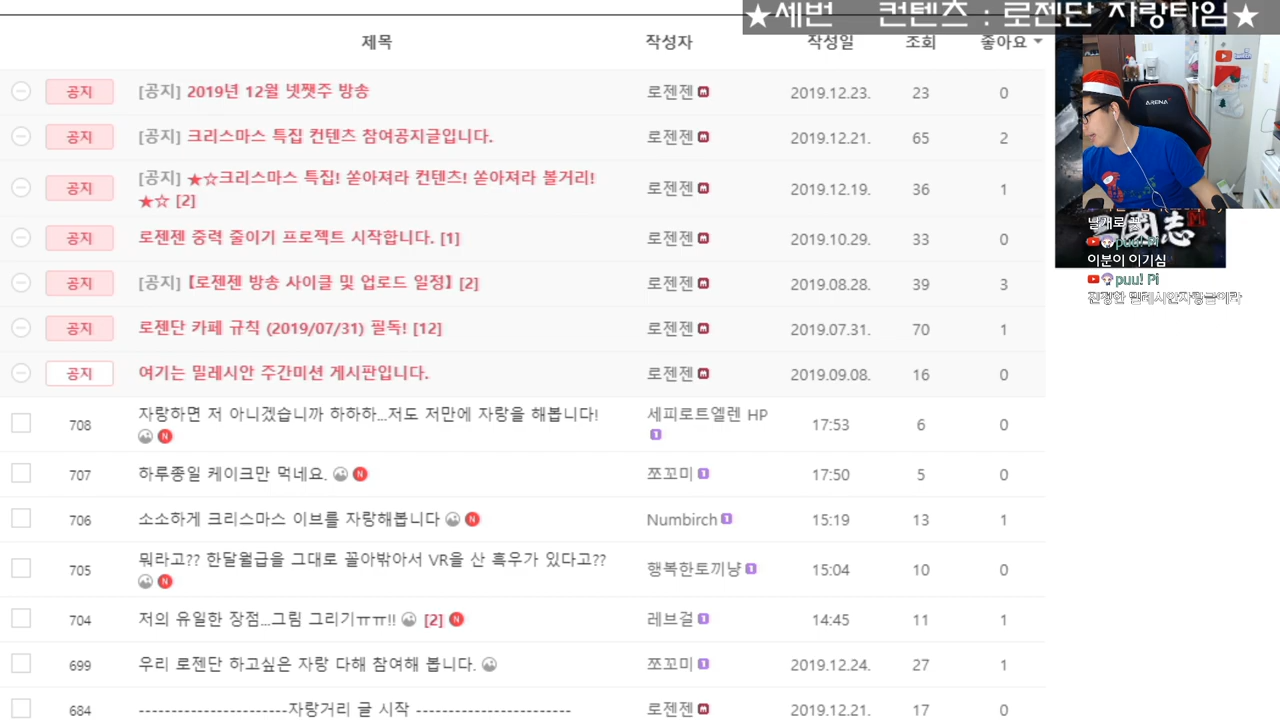 ★세번 컨텐츠 : 로젠단 자랑타임★
제목 작성자 작성일 조회 좋아요
공지 [공지] 2019년 12월 넷쨋주 방송 로젠젠 2019.12.23. 23 0
공지 [공지] 크리스마스 특집 컨텐츠 참여공지글입니다. 로젠젠 2019.12.21. 65 2
공지 [공지] ★☆크리스마스 특집! 쏟아져라 컨텐츠! 쏟아져라 볼거리!
★☆ [2] 로젠젠 2019.12.19. 36 1
공지 로젠젠 중력 줄이기 프로젝트 시작합니다. [1] 로젠젠 2019.10.29. 33 0
공지 [공지] 【로젠젠 방송 사이클 및 업로드 일정】 [2] 로젠젠 2019.08.28. 39 3
공지 로젠단 카페 규칙 (2019/07/31) 필독! [12] 로젠젠 2019.07.31. 70 1
공지 여기는 밀레시안 주간미션 게시판입니다. 로젠젠 2019.09.08. 16 0
708 자랑하면 저 아니겠습니까 하하하...저도 저만에 자랑을 해봅니다! N 세피로트엘렌 HP 1 17:53 6 0
707 하루종일 케이크만 먹네요. N 쪼꼬미 1 17:50 5 0
706 소소하게 크리스마스 이브를 자랑해봅니다 N Numbirch 1 15:19 13 1
705 뭐라고?? 한달월급을 그대로 꼴아밖아서 VR을 산 흑우가 있다고?? N 행복한토끼냥 1 15:04 10 0
704 저의 유일한 장점...그림 그리기ㅠㅠ!! [2] N 레브걸 1 14:45 11 1
699 우리 로젠단 하고싶은 자랑 다해 참여해 봅니다. 쪼꼬미 1 2019.12.24. 27 1
684 -----------------------자랑거리 글 시작 ------------------------ 로젠젠 2019.12.21. 17 0
ARENA
國志M
puu! Pi
이분이 이기심
puu! Pi